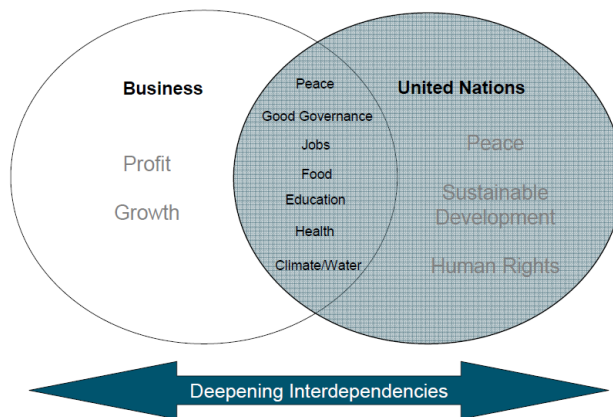 Business
Profit
Growth
Peace
Good Governance
Jobs
Food
Education
Health
Climate/Water
United Nations
Peace
Sustainable
Development
Human Rights
Deepening Interdependencies